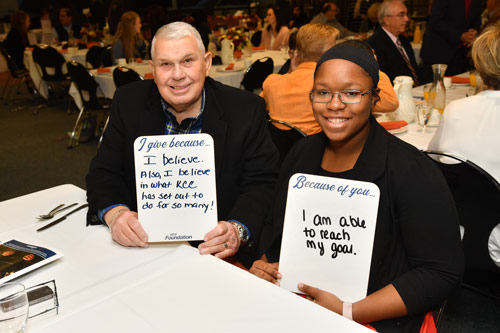 I give because...
I believe.
Also, I believe
in what KCC
has set out to
do for so many!
Foundation
Because of you...
I am able
to reach
my goal.